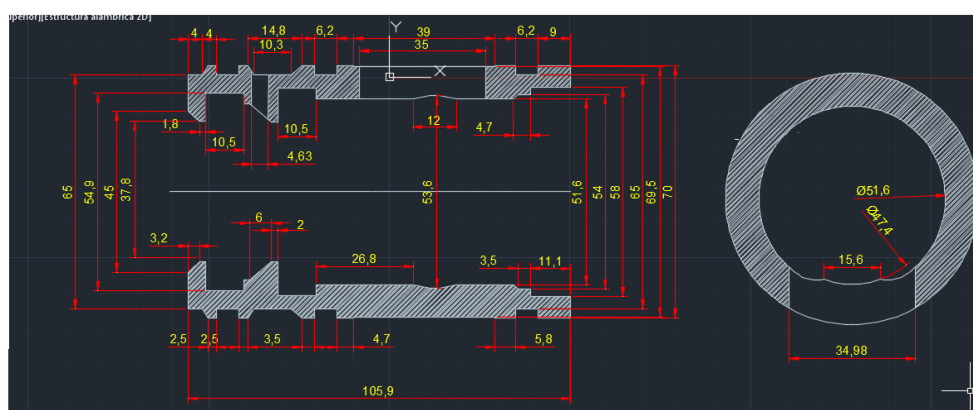 uperior][Estructura alámbrica 2D]
Y
4 4 14,8 6,2 39 6,2 9
10,3 35
X
1,8 10,5 10,5 12 4,7
4,63
65 54,9 45 37,8 53,6 51,6 54 58 65 69,5 70
Ø51,6
Ø47,4
6
2
3,2
26,8 3,5 11,1
15,6
2,5 2,5 3,5 4,7 5,8
34,98
105,9